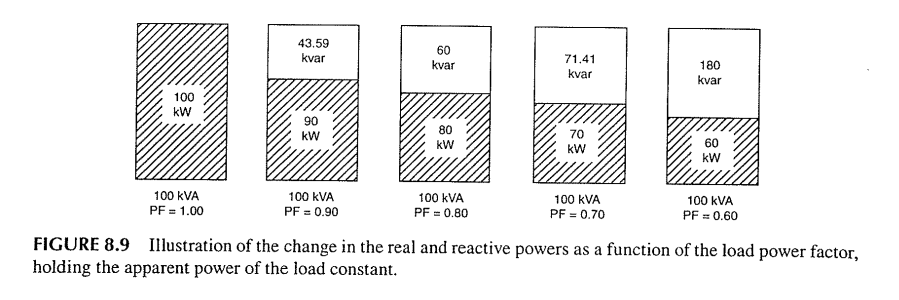 43.59
kvar
60
kvar
71.41
kvar
180
kvar
100
kW
90
kW
80
kW
70
kW
60
kW
100 kVA
PF = 1.00
100 kVA
PF = 0.90
100 kVA
PF = 0.80
100 kVA
PF = 0.70
100 kVA
PF = 0.60
FIGURE 8.9 Illustration of the change in the real and reactive powers as a function of the load power factor,
holding the apparent power of the load constant.